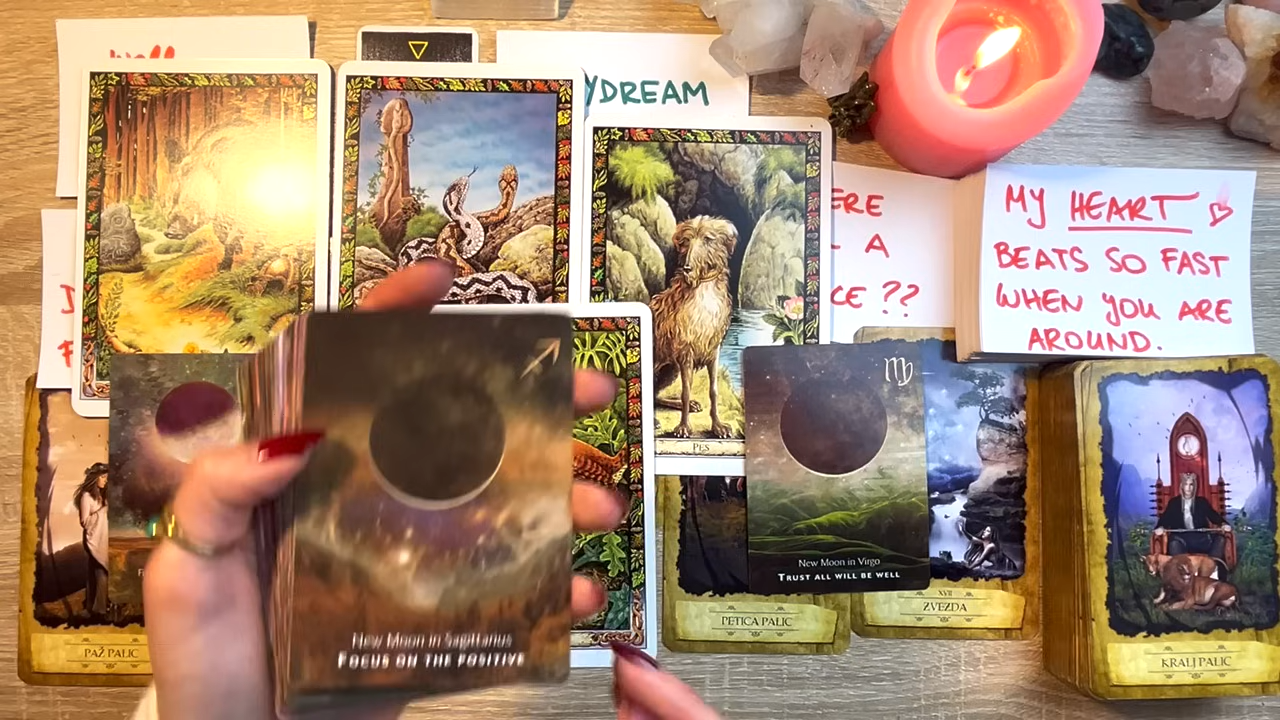 YDREAM
ERE
A
CE ??
MY HEART
BEATS SO FAST
WHEN YOU ARE
AROUND.
PES
New Moon in Sagittarius
FOCUS ON THE POSITIVE
New Moon in Virgo
TRUST ALL WILL BE WELL
PAŽ PALIC
PETICA PALIC
XVII
ZVEZDA
KRALJ PALIC